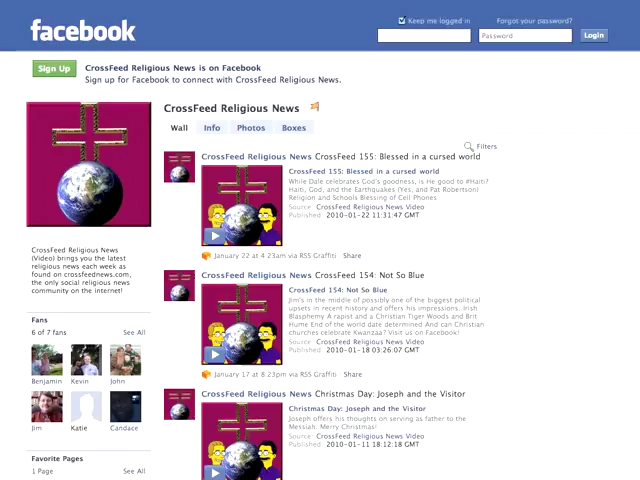 facebook
Keep me logged in
Forgot your password?
Password
Login
Sign Up
CrossFeed Religious News is on Facebook
Sign up for Facebook to connect with CrossFeed Religious News.
CrossFeed Religious News
Wall Info Photos Boxes
Filters
CrossFeed Religious News CrossFeed 155: Blessed in a cursed world
CrossFeed 155: Blessed in a cursed world
While Dale celebrates God's goodness, is He good to #Haiti?
Haiti, God, and the Earthquakes (Yes, and Pat Robertson)
Religion and Schools Blessing of Cell Phones
Source CrossFeed Religious News Video
Published 2010-01-22 11:31:47 GMT
January 22 at 4:23am via RSS Graffiti Share
CrossFeed Religious News (Video) brings you the latest
religious news each week as
found on crossfeednews.com,
the only social religious news
community on the internet!
CrossFeed Religious News CrossFeed 154: Not So Blue
CrossFeed 154: Not So Blue
Jim's in the middle of possibly one of the biggest political
upsets in recent history and offers his impressions. Irish
Blasphemy A rapist and a Christian Tiger Woods and Brit
Hume End of the world date determined And can Christian
churches celebrate Kwanzaa? Visit us on Facebook!
Source CrossFeed Religious News Video
Published 2010-01-18 03:26:07 GMT
January 17 at 8:23pm via RSS Graffiti Share
Fans
6 of 7 fans See All
Benjamin Kevin John
Jim Katie Candace
Favorite Pages
1 Page See All
CrossFeed Religious News Christmas Day: Joseph and the Visitor
Christmas Day: Joseph and the Visitor
Joseph offers his thoughts on serving as father to the
Messiah. Merry Christmas!
Source CrossFeed Religious News Video
Published 2010-01-11 18:12:18 GMT